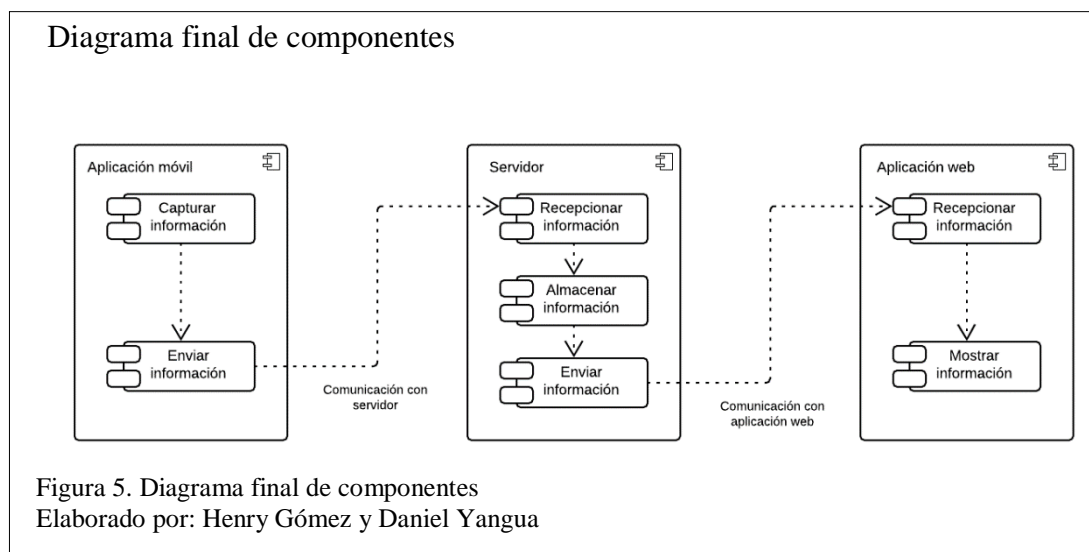 Diagrama final de componentes
Aplicación móvil
Capturar
información
Enviar
información
Comunicación con
servidor
Servidor
Recepcionar
información
Almacenar
información
Enviar
información
Comunicación con
aplicación web
Aplicación web
Recepcionar
información
Mostrar
información
Figura 5. Diagrama final de componentes
Elaborado por: Henry Gómez y Daniel Yangua